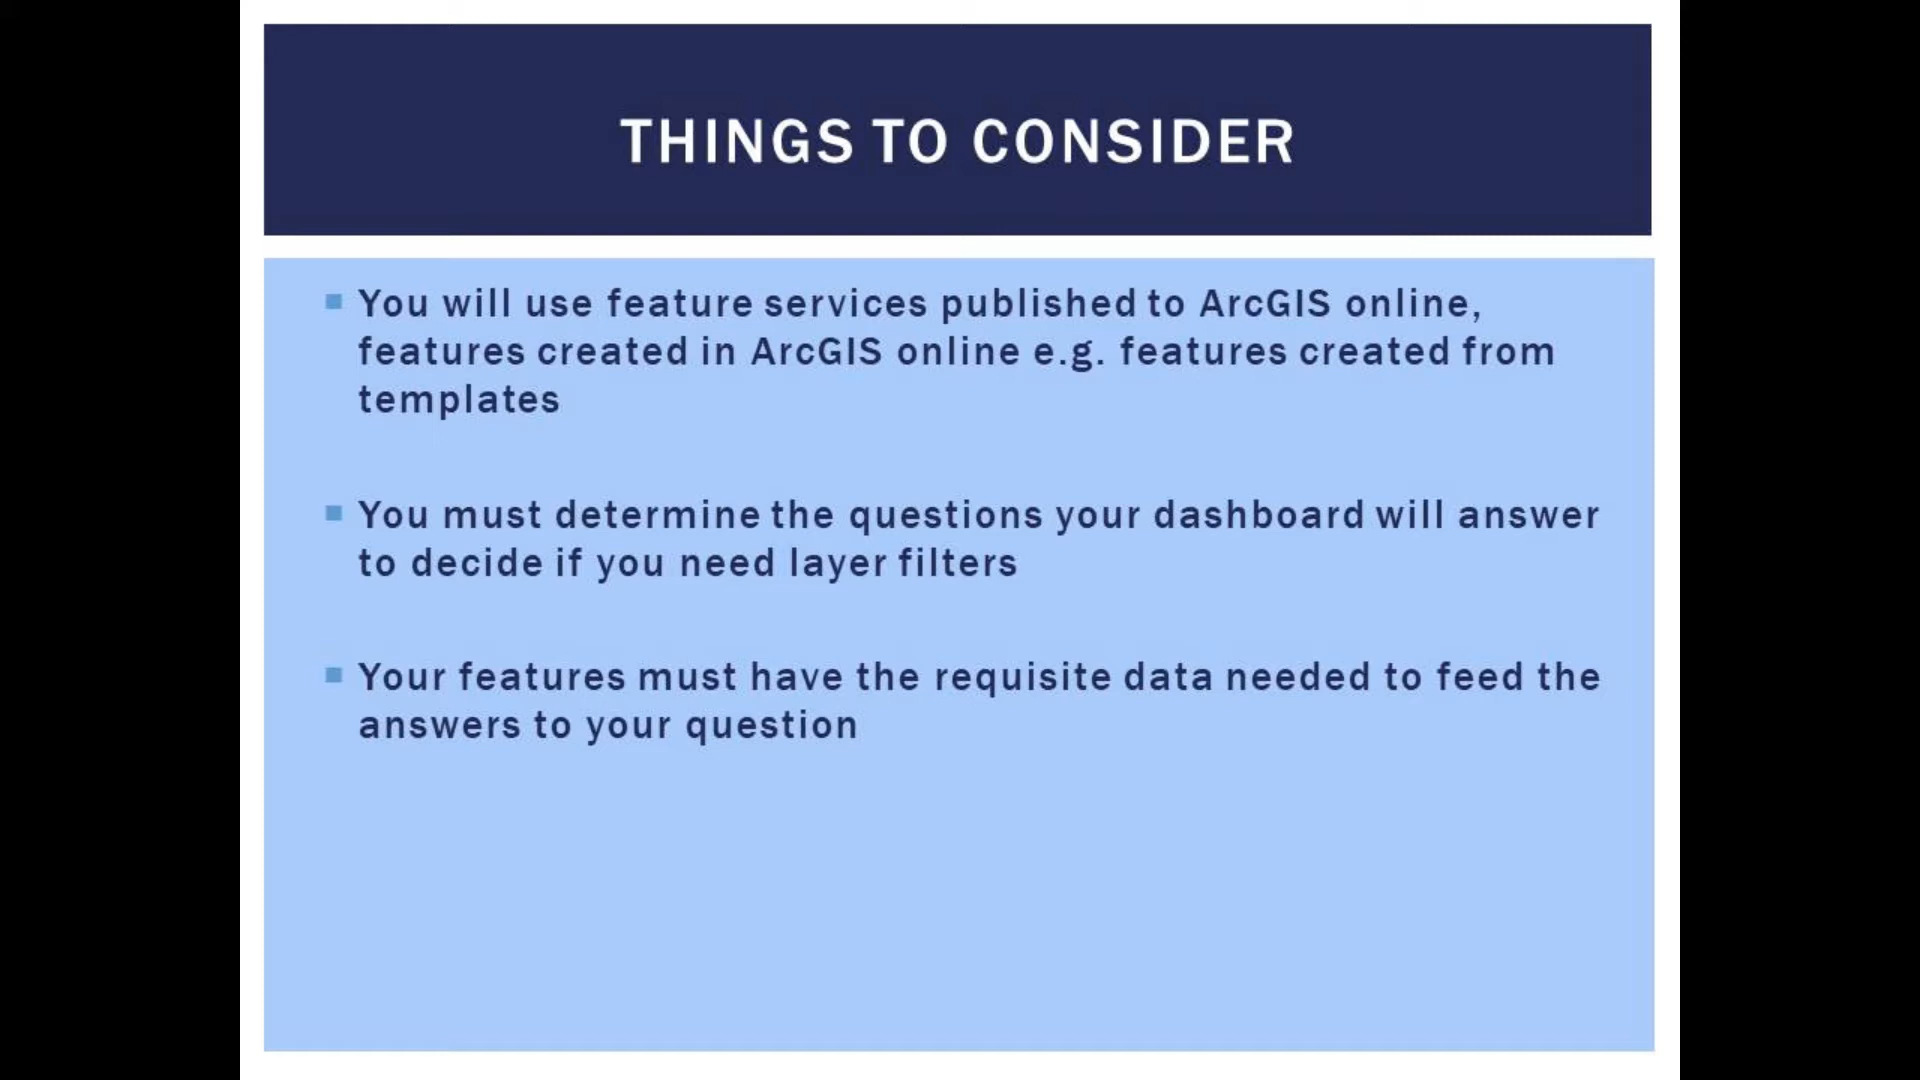 THINGS TO CONSIDER
You will use feature services published to ArcGIS online,
features created in ArcGIS online e.g. features created from
templates
You must determine the questions your dashboard will answer
to decide if you need layer filters
Your features must have the requisite data needed to feed the
answers to your question